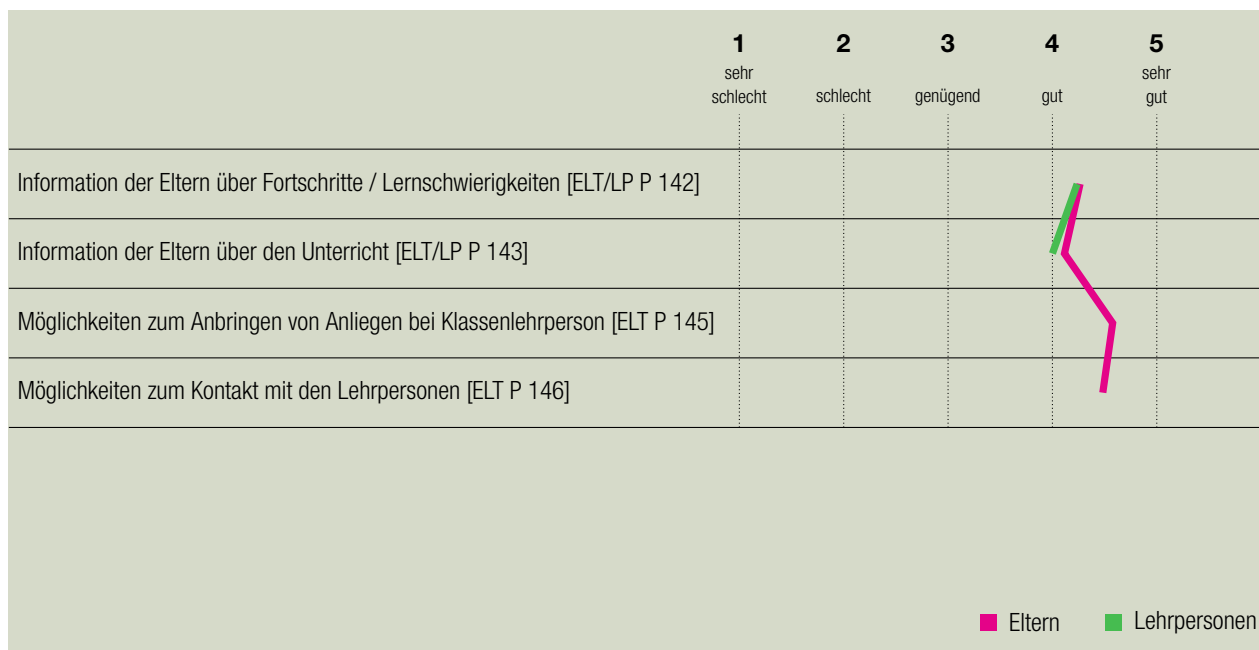 1 2 3 4 5
sehr schlecht schlecht genügend gut sehr gut
Information der Eltern über Fortschritte / Lernschwierigkeiten [ELT/LP P 142]
Information der Eltern über den Unterricht [ELT/LP P 143]
Möglichkeiten zum Anbringen von Anliegen bei Klassenlehrperson [ELT P 145]
Möglichkeiten zum Kontakt mit den Lehrpersonen [ELT P 146]
Eltern Lehrpersonen